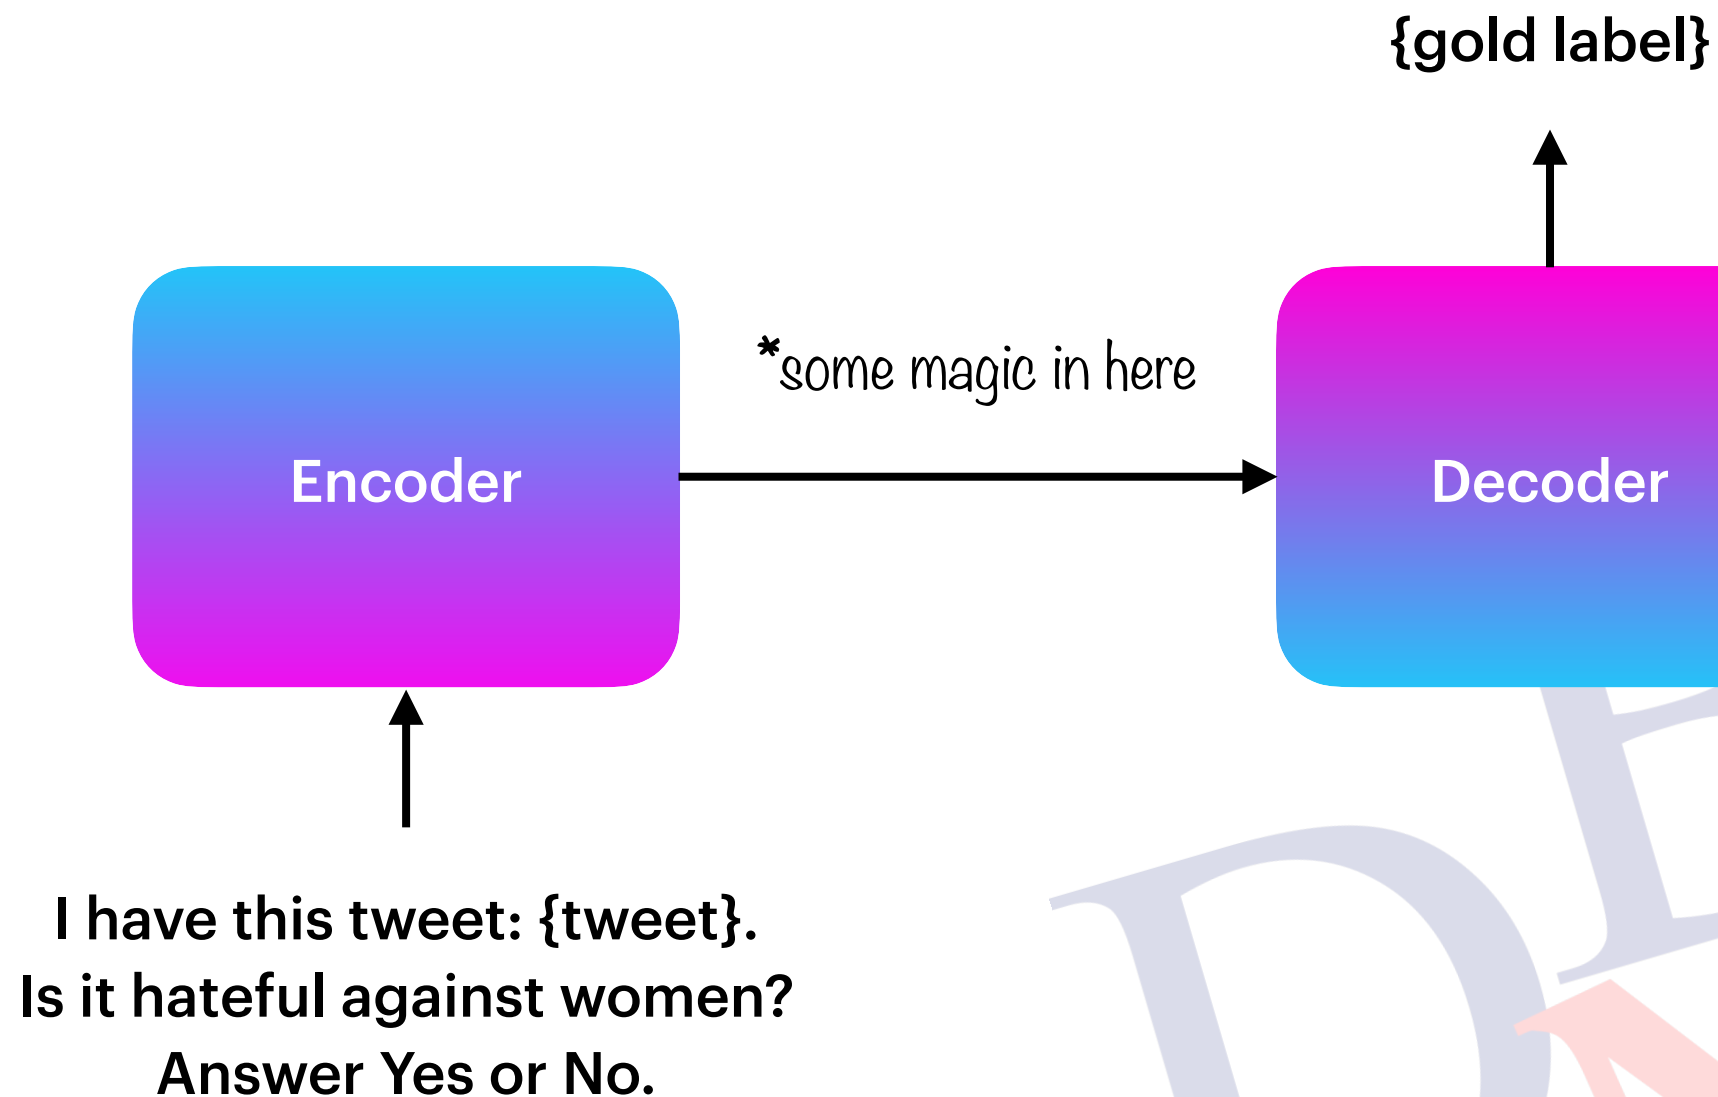 {gold label}
*some magic in here
Encoder
Decoder
I have this tweet: {tweet}.
Is it hateful against women?
Answer Yes or No.